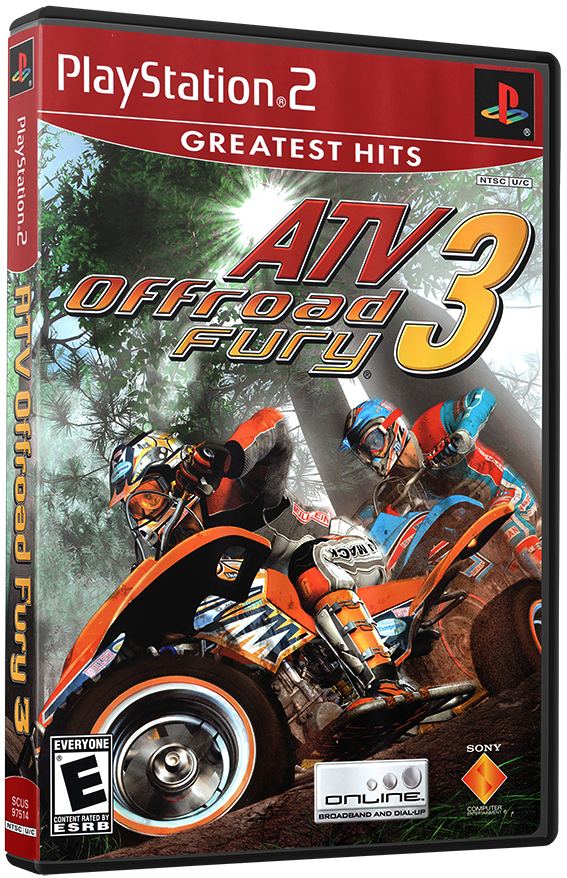 PlayStation®2
GREATEST HITS
NTSC U/C
ATV
Offroad
Fury® 3
PlayStation®2
ATV Offroad Fury 3
SCUS
97514
NTSC U/C
EVERYONE
E
CONTENT RATED BY
ESRB
ONLINE™
BROADBAND AND DIAL-UP
SONY
COMPUTER
ENTERTAINMENT®